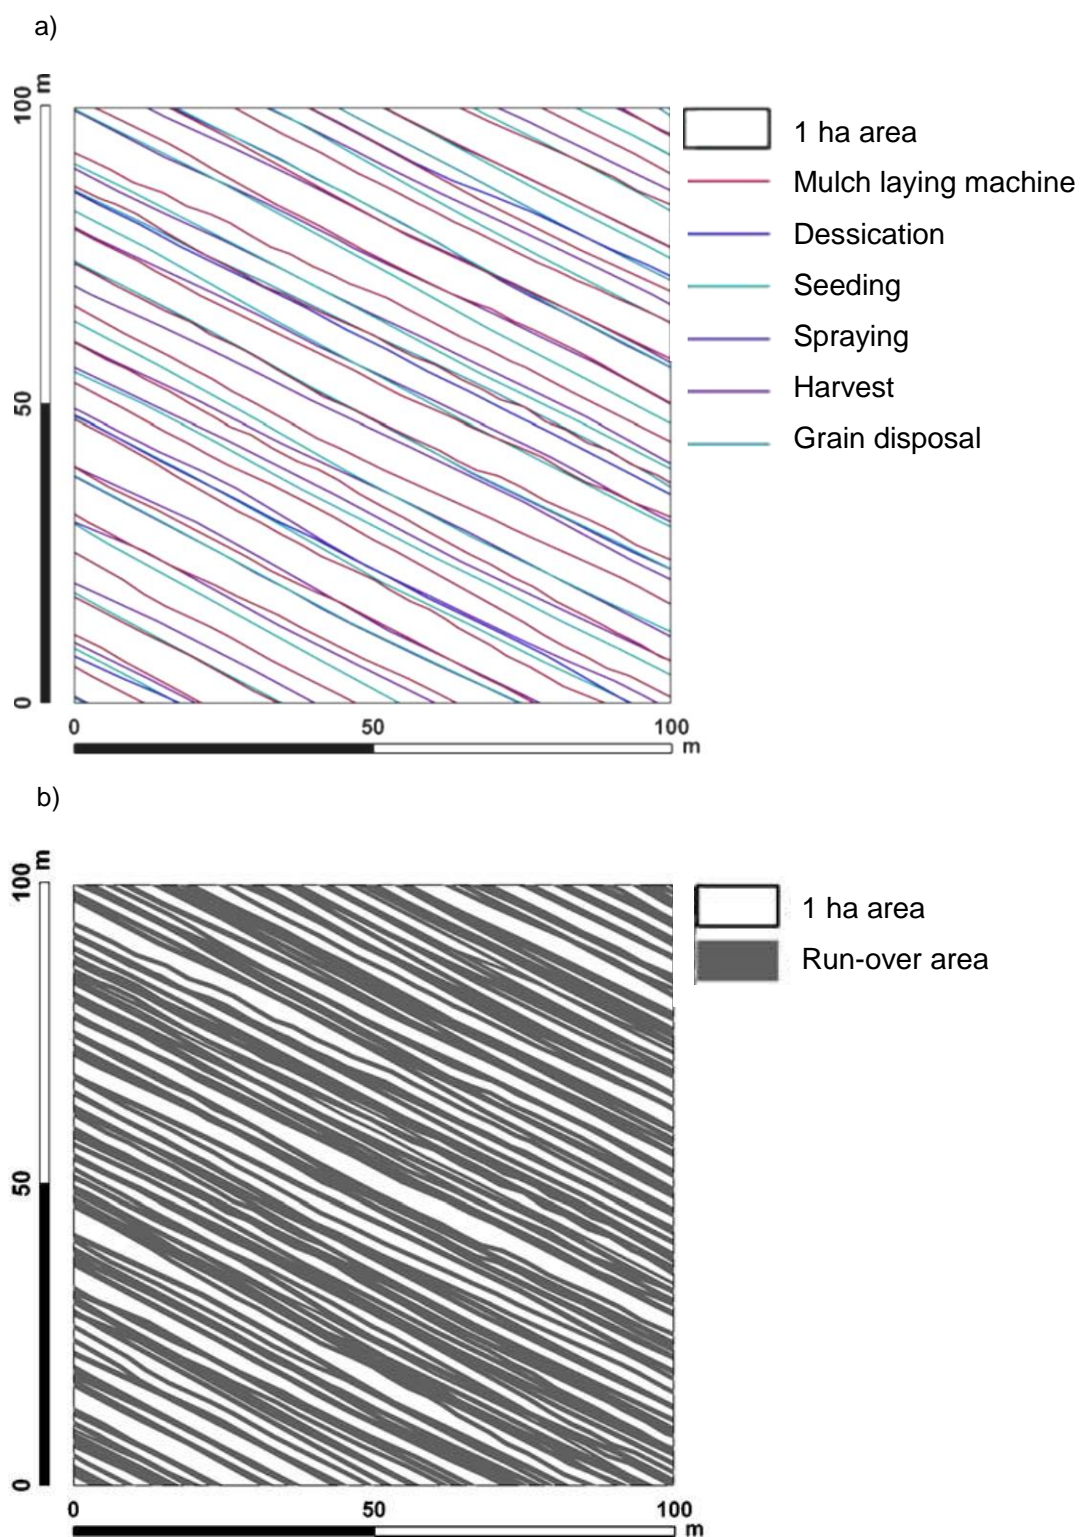 a)
100 m
50
0
0 50 100 m
1 ha area
Mulch laying machine
Dessication
Seeding
Spraying
Harvest
Grain disposal
b)
100 m
50
0
0 50 100 m
1 ha area
Run-over area